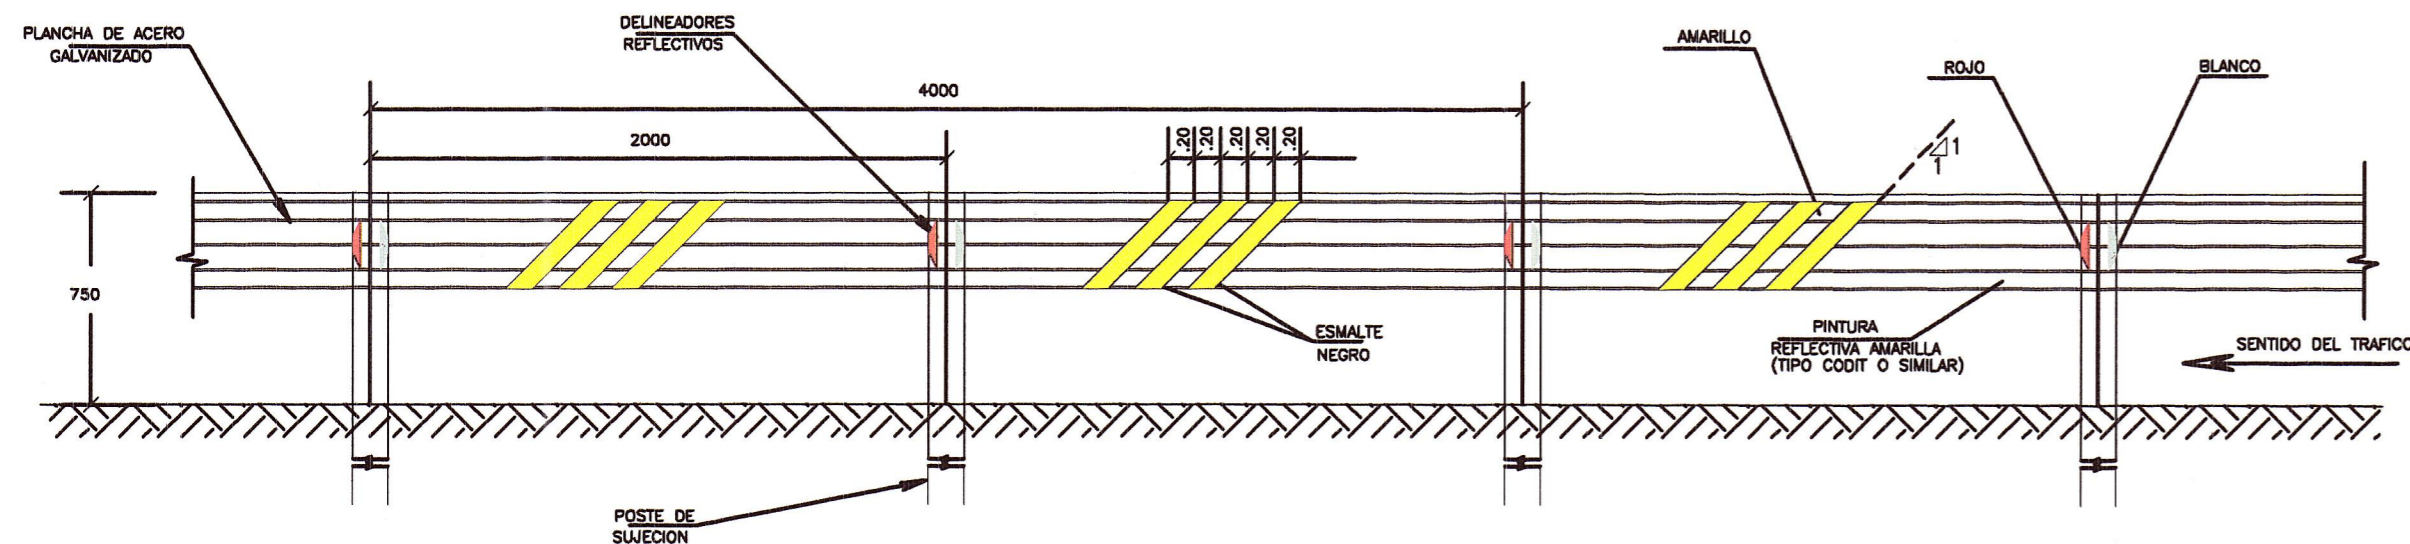 PLANCHA DE ACERO
GALVANIZADO
DELINEADORES
REFLECTIVOS
AMARILLO
ROJO
BLANCO
4000
2000
.20
.20
.20
.20
.20
1
1
750
ESMALTE
NEGRO
PINTURA
REFLECTIVA AMARILLA
(TIPO CODIT O SIMILAR)
SENTIDO DEL TRAFICO
POSTE DE
SUJECION